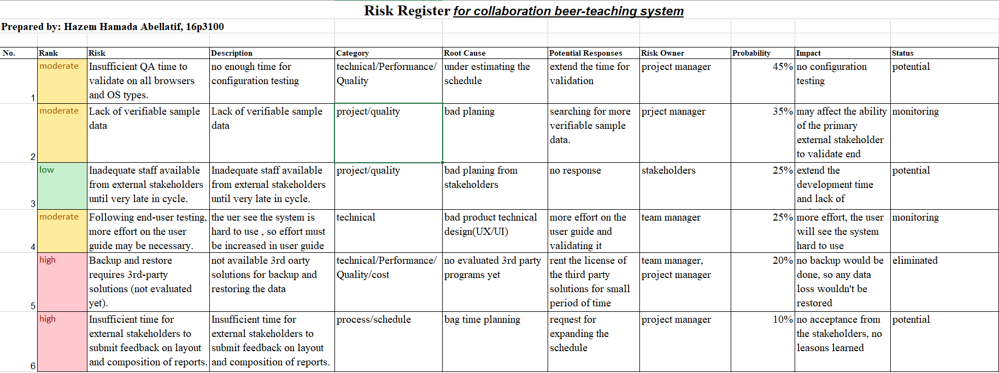 Risk Register for collaboration beer-teaching system
Prepared by: Hazem Hamada Abellatif, 16p3100
No. Rank Risk Description Category Root Cause Potential Responses Risk Owner Probability Impact Status
moderate Insufficient QA time to no enough time for technical/Performance/ under estimating the extend the time for project manager 45% no configuration potential
validate on all browsers configuration testing Quality schedule validation testing
and OS types.
1
moderate Lack of verifiable sample Lack of verifiable sample project/quality bad planing searching for more prject manager 35% may affect the ability monitoring
data data verifiable sample of the primary
data. external stakeholder
2 to validate end
low Inadequate staff available Inadequate staff available project/quality bad planing from no response stakeholders 25% extend the potential
from external stakeholders from external stakeholders stakeholders development time
until very late in cycle. until very late in cycle. and lack of
3
moderate Following end-user testing, the uer see the system is technical bad product technical more effort on the team manager 25% more effort, the user monitoring
more effort on the user hard to use , so effort must design(UX/UI) user guide and will see the system
4 guide may be necessary. be increased in user guide validating it hard to use
high Backup and restore not available 3rd oarty technical/Performance/ no evaluated 3rd party rent the license of team manager, 20% no backup would be eliminated
requires 3rd-party solutions for backup and Quality/cost programs yet the third party project manager done, so any data
solutions (not evaluated restoring the data solutions for small loss wouldn't be
5 yet). period of time restored
high Insufficient time for Insufficient time for process/schedule bag time planning request for project manager 10% no acceptance from potential
external stakeholders to external stakeholders to expanding the the stakeholders, no
submit feedback on layout submit feedback on layout schedule leasons learned
6 and composition of reports. and composition of reports.